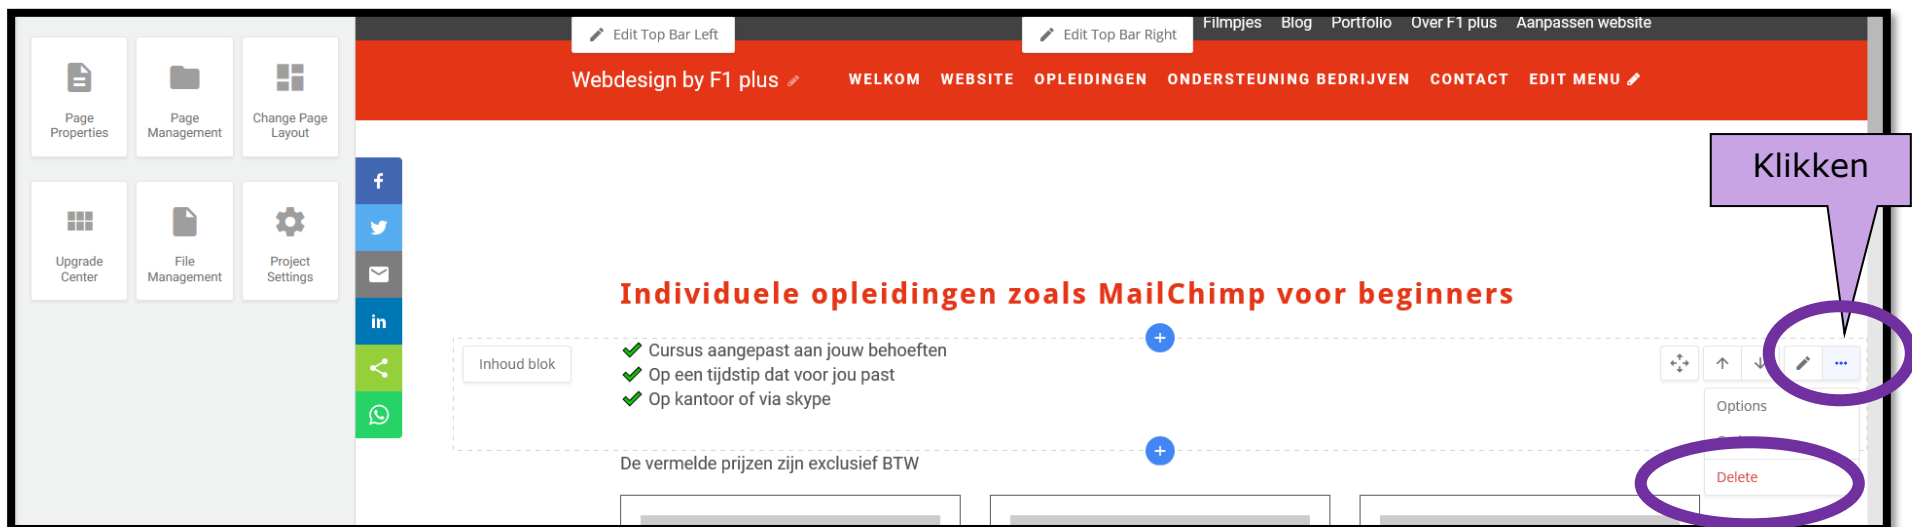 Edit Top Bar Left
Edit Top Bar Right
Filmpjes Blog Portfolio Over F1 plus Aanpassen website
Webdesign by F1 plus
WELKOM WEBSITE OPLEIDINGEN ONDERSTEUNING BEDRIJVEN CONTACT EDIT MENU
Page
Properties
Page
Management
Change Page
Layout
Upgrade
Center
File
Management
Project
Settings
Klikken
Individuele opleidingen zoals MailChimp voor beginners
Inhoud blok
Cursus aangepast aan jouw behoeften
Op een tijdstip dat voor jou past
Op kantoor of via skype
Options
Delete
De vermelde prijzen zijn exclusief BTW